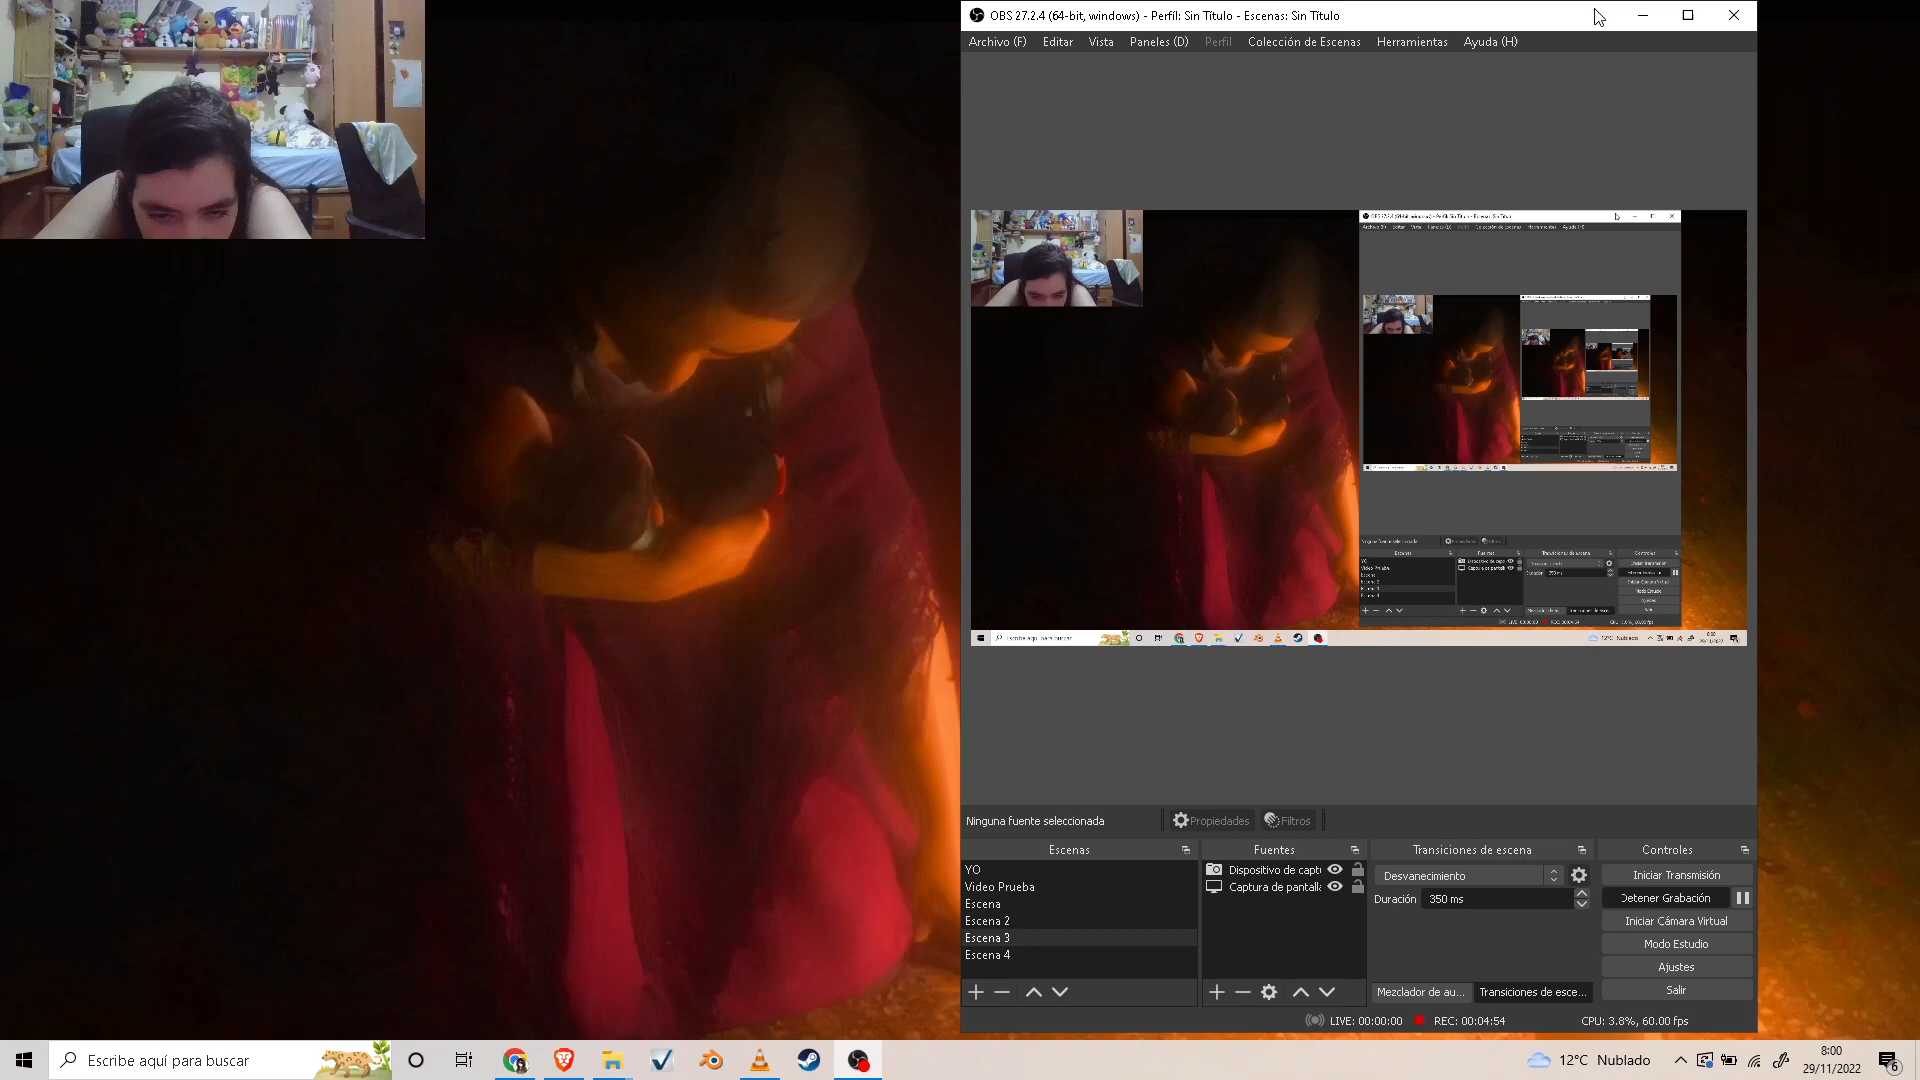 OBS 27.2.4 (64-bit, windows) - Perfil: Sin Título - Escenas: Sin Título
Archivo (F) Editar Vista Paneles (D) Perfil Colección de Escenas Herramientas Ayuda (H)
Ninguna fuente seleccionada Propiedades Filtros
Escenas
YO
Video Prueba
Escena
Escena 2
Escena 3
Escena 4
Fuentes
Dispositivo de capt
Captura de pantall
Transiciones de escena
Desvanecimiento
Duración 350 ms
Mezclador de au... Transiciones de esce...
Controles
Iniciar Transmisión
Detener Grabación
Iniciar Cámara Virtual
Modo Estudio
Ajustes
Salir
LIVE: 00:00:00 REC: 00:04:54 CPU: 3.8%, 60.00 fps
Escribe aquí para buscar
12°C Nublado
8:00
29/11/2022
6